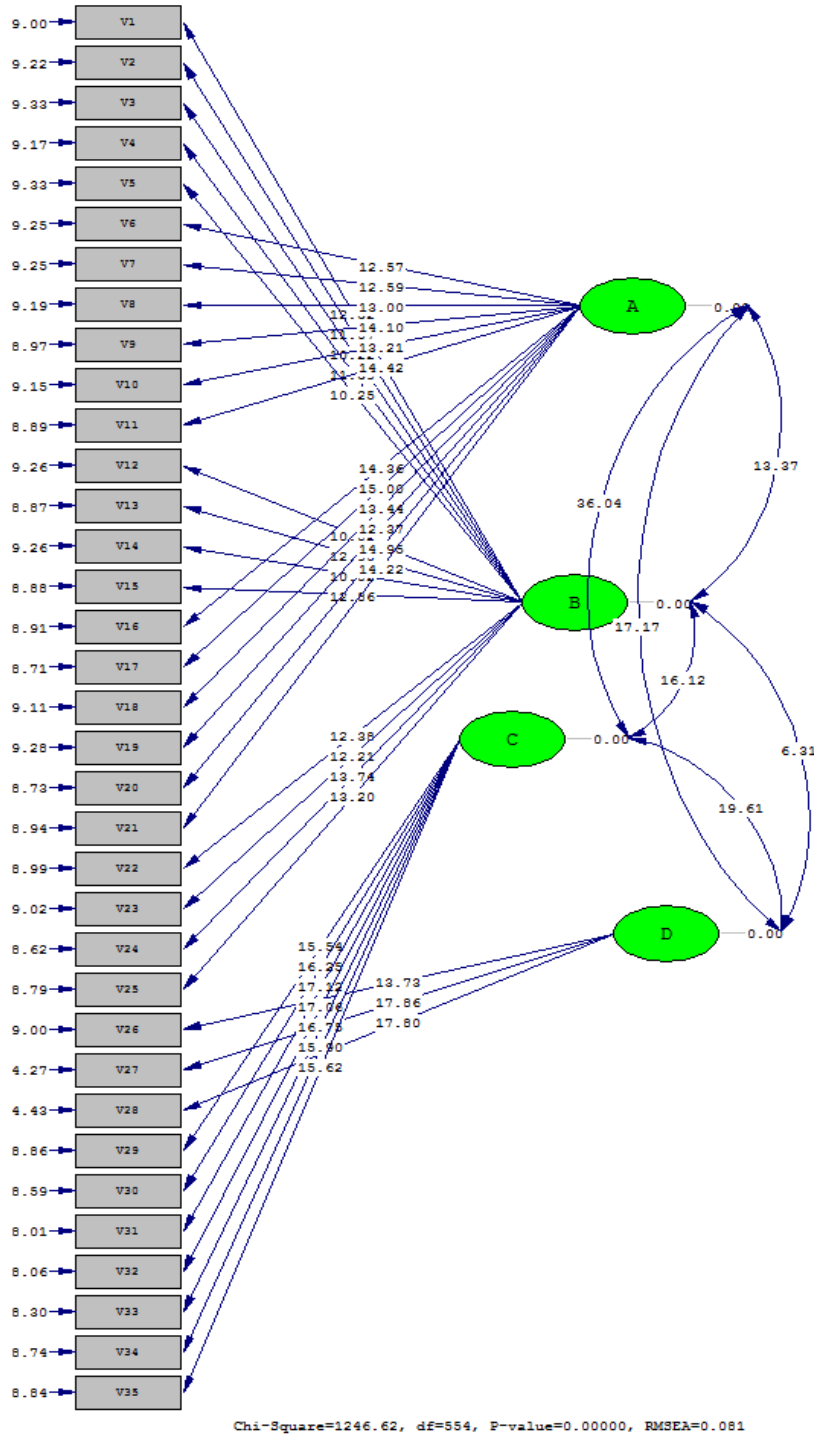 9.00 V1
9.22 V2
9.33 V3
9.17 V4
9.33 V5
9.25 V6
9.25 V7
9.19 V8
8.97 V9
9.15 V10
8.89 V11
9.26 V12
8.87 V13
9.26 V14
8.88 V15
8.91 V16
8.71 V17
9.11 V18
9.28 V19
8.73 V20
8.94 V21
8.99 V22
9.02 V23
8.62 V24
8.79 V25
9.00 V26
4.27 V27
4.43 V28
8.86 V29
8.59 V30
8.01 V31
8.06 V32
8.30 V33
8.74 V34
8.84 V35
12.57
12.59
13.00
14.10
13.21
14.42
10.25
14.36
15.00
13.44
12.37
14.95
14.22
12.86
12.38
12.21
13.74
13.20
15.54
16.25
17.12
17.06
16.75
15.90
15.62
13.73
17.86
17.80
A 0.00
B 0.00
C 0.00
D 0.00
13.37
36.04
17.17
16.12
6.31
19.61
Chi-Square=1246.62, df=554, P-value=0.00000, RMSEA=0.081